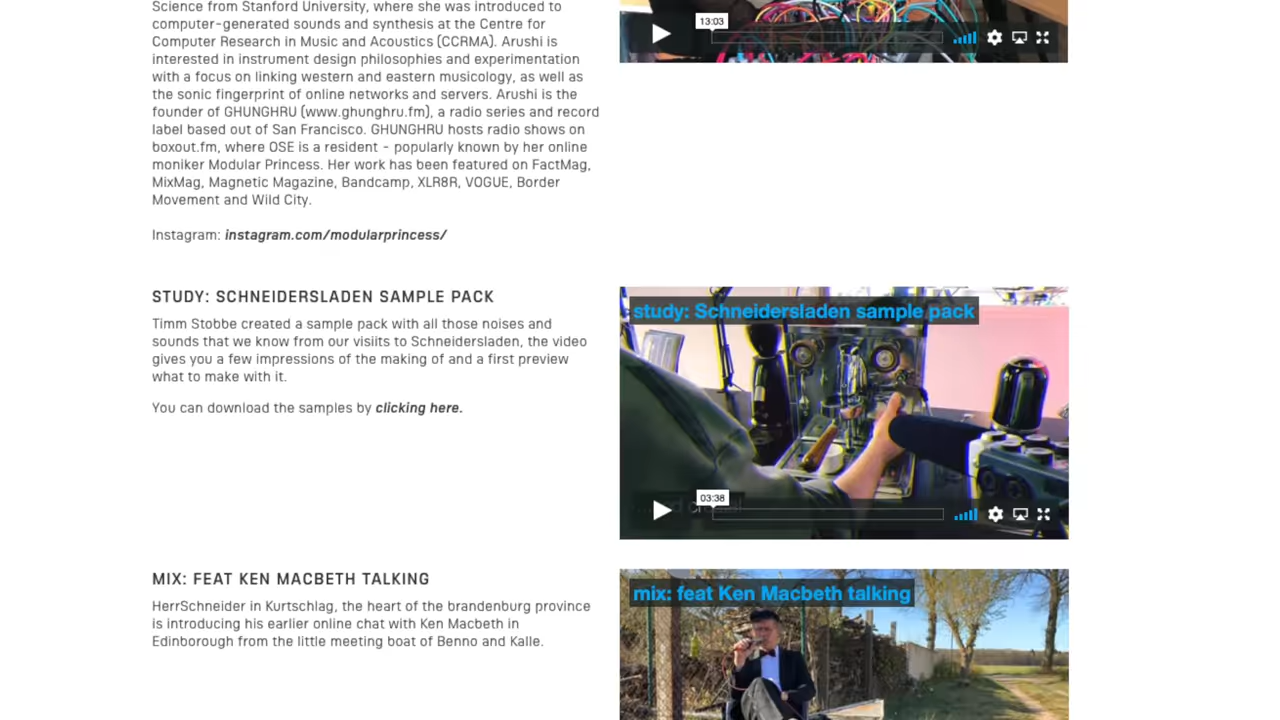 Science from Stanford University, where she was introduced to
computer-generated sounds and synthesis at the Centre for
Computer Research in Music and Acoustics (CCRMA). Arushi is
interested in instrument design philosophies and experimentation
with a focus on linking western and eastern musicology, as well as
the sonic fingerprint of online networks and servers. Arushi is the
founder of GHUNGHRU (www.ghunghru.fm), a radio series and record
label based out of San Francisco. GHUNGHRU hosts radio shows on
boxout.fm, where OSE is a resident - popularly known by her online
moniker Modular Princess. Her work has been featured on FactMag,
MixMag, Magnetic Magazine, Bandcamp, XLR8R, VOGUE, Border
Movement and Wild City.
Instagram: instagram.com/modularprincess/
13:03
STUDY: SCHNEIDERSLADEN SAMPLE PACK
Timm Stobbe created a sample pack with all those noises and
sounds that we know from our visiits to Schneidersladen, the video
gives you a few impressions of the making of and a first preview
what to make with it.
You can download the samples by clicking here.
study: Schneidersladen sample pack
03:38
MIX: FEAT KEN MACBETH TALKING
HerrSchneider in Kurtschlag, the heart of the brandenburg province
is introducing his earlier online chat with Ken Macbeth in
Edinborough from the little meeting boat of Benno and Kalle.
mix: feat Ken Macbeth talking